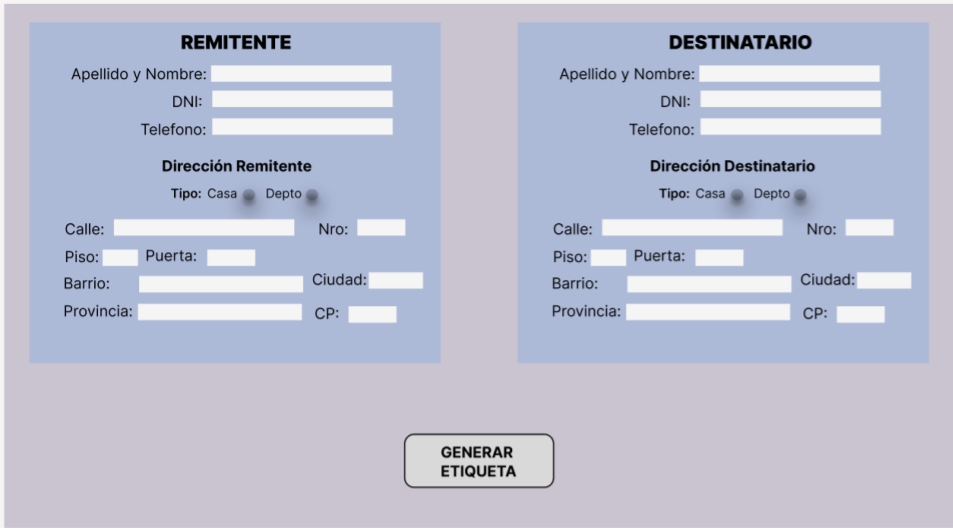 REMITENTE
Apellido y Nombre:
DNI:
Telefono:
Dirección Remitente
Tipo: Casa Depto
Calle: Nro:
Piso: Puerta:
Barrio: Ciudad:
Provincia: CP:
DESTINATARIO
Apellido y Nombre:
DNI:
Telefono:
Dirección Destinatario
Tipo: Casa Depto
Calle: Nro:
Piso: Puerta:
Barrio: Ciudad:
Provincia: CP:
GENERAR
ETIQUETA